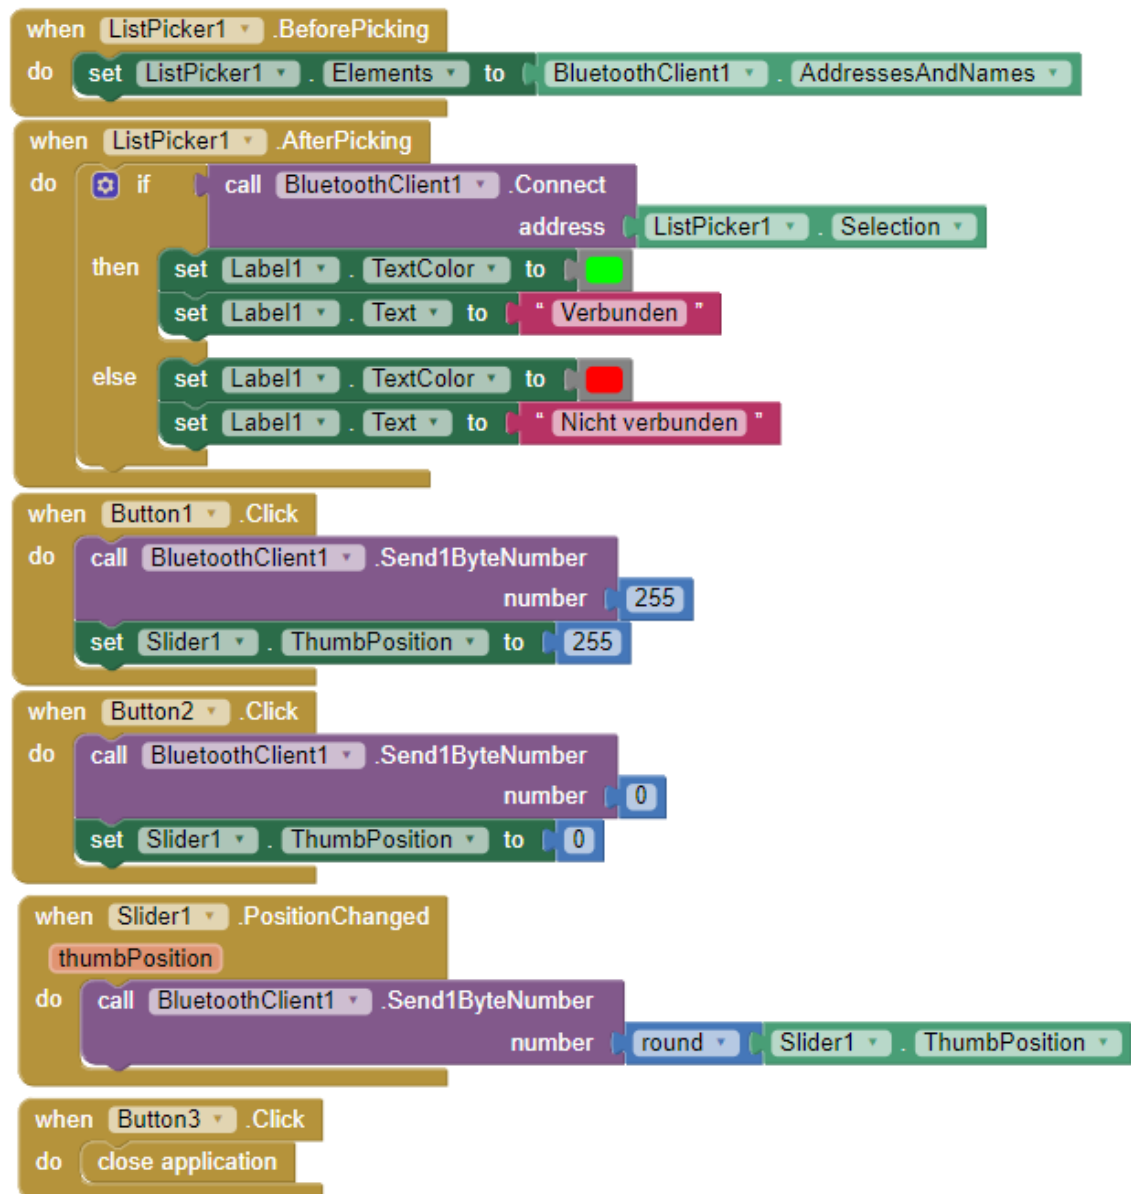 when ListPicker1 .BeforePicking
do set ListPicker1 . Elements to BluetoothClient1 . AddressesAndNames
when ListPicker1 .AfterPicking
do if call BluetoothClient1 .Connect
address ListPicker1 . Selection
then set Label1 . TextColor to
set Label1 . Text to “ Verbunden ”
else set Label1 . TextColor to
set Label1 . Text to “ Nicht verbunden ”
when Button1 .Click
do call BluetoothClient1 .Send1ByteNumber
number 255
set Slider1 . ThumbPosition to 255
when Button2 .Click
do call BluetoothClient1 .Send1ByteNumber
number 0
set Slider1 . ThumbPosition to 0
when Slider1 .PositionChanged
thumbPosition
do call BluetoothClient1 .Send1ByteNumber
number round Slider1 . ThumbPosition
when Button3 .Click
do close application